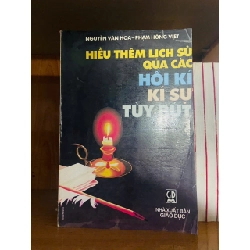 NGUYỄN VĂN HOA - PHẠM HỒNG VIỆT
HIỂU THÊM LỊCH SỬ
QUA CÁC
HỒI KÍ
KÍ SỰ
TÙY BÚT
NHÀ XUẤT BẢN
GIÁO DỤC